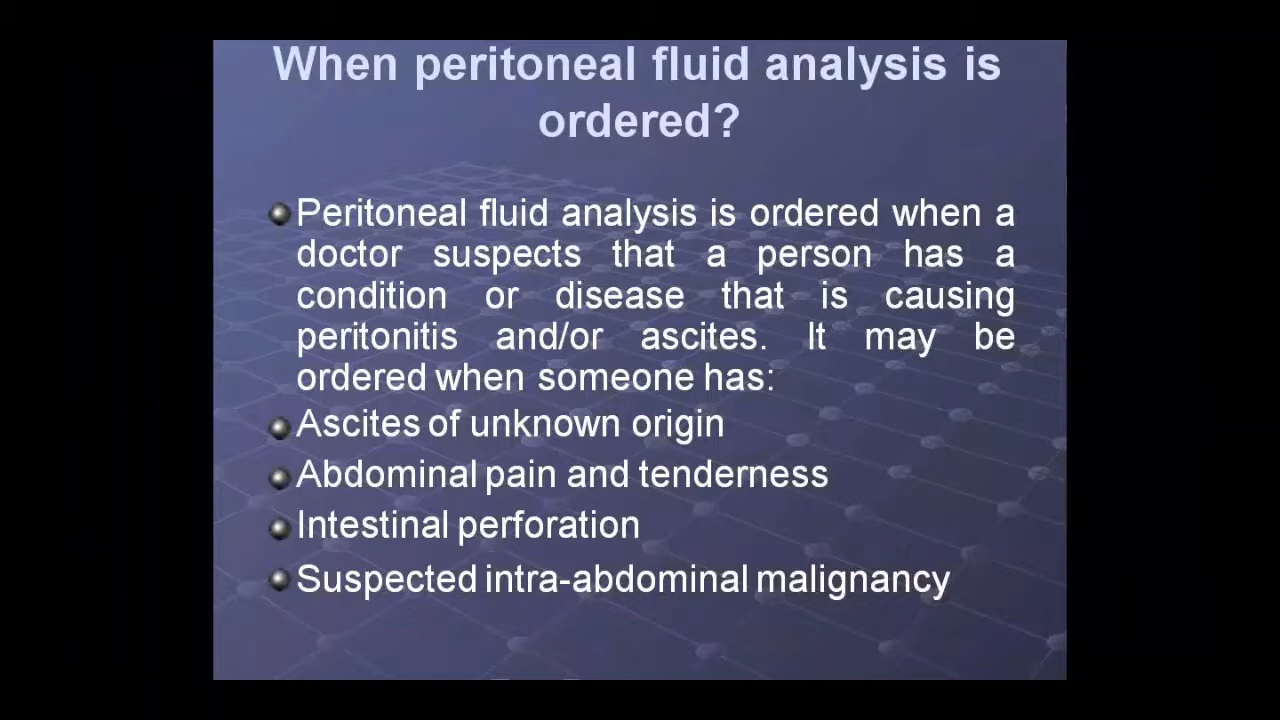 When peritoneal fluid analysis is
ordered?
Peritoneal fluid analysis is ordered when a
doctor suspects that a person has a
condition or disease that is causing
peritonitis and/or ascites. It may be
ordered when someone has:
Ascites of unknown origin
Abdominal pain and tenderness
Intestinal perforation
Suspected intra-abdominal malignancy